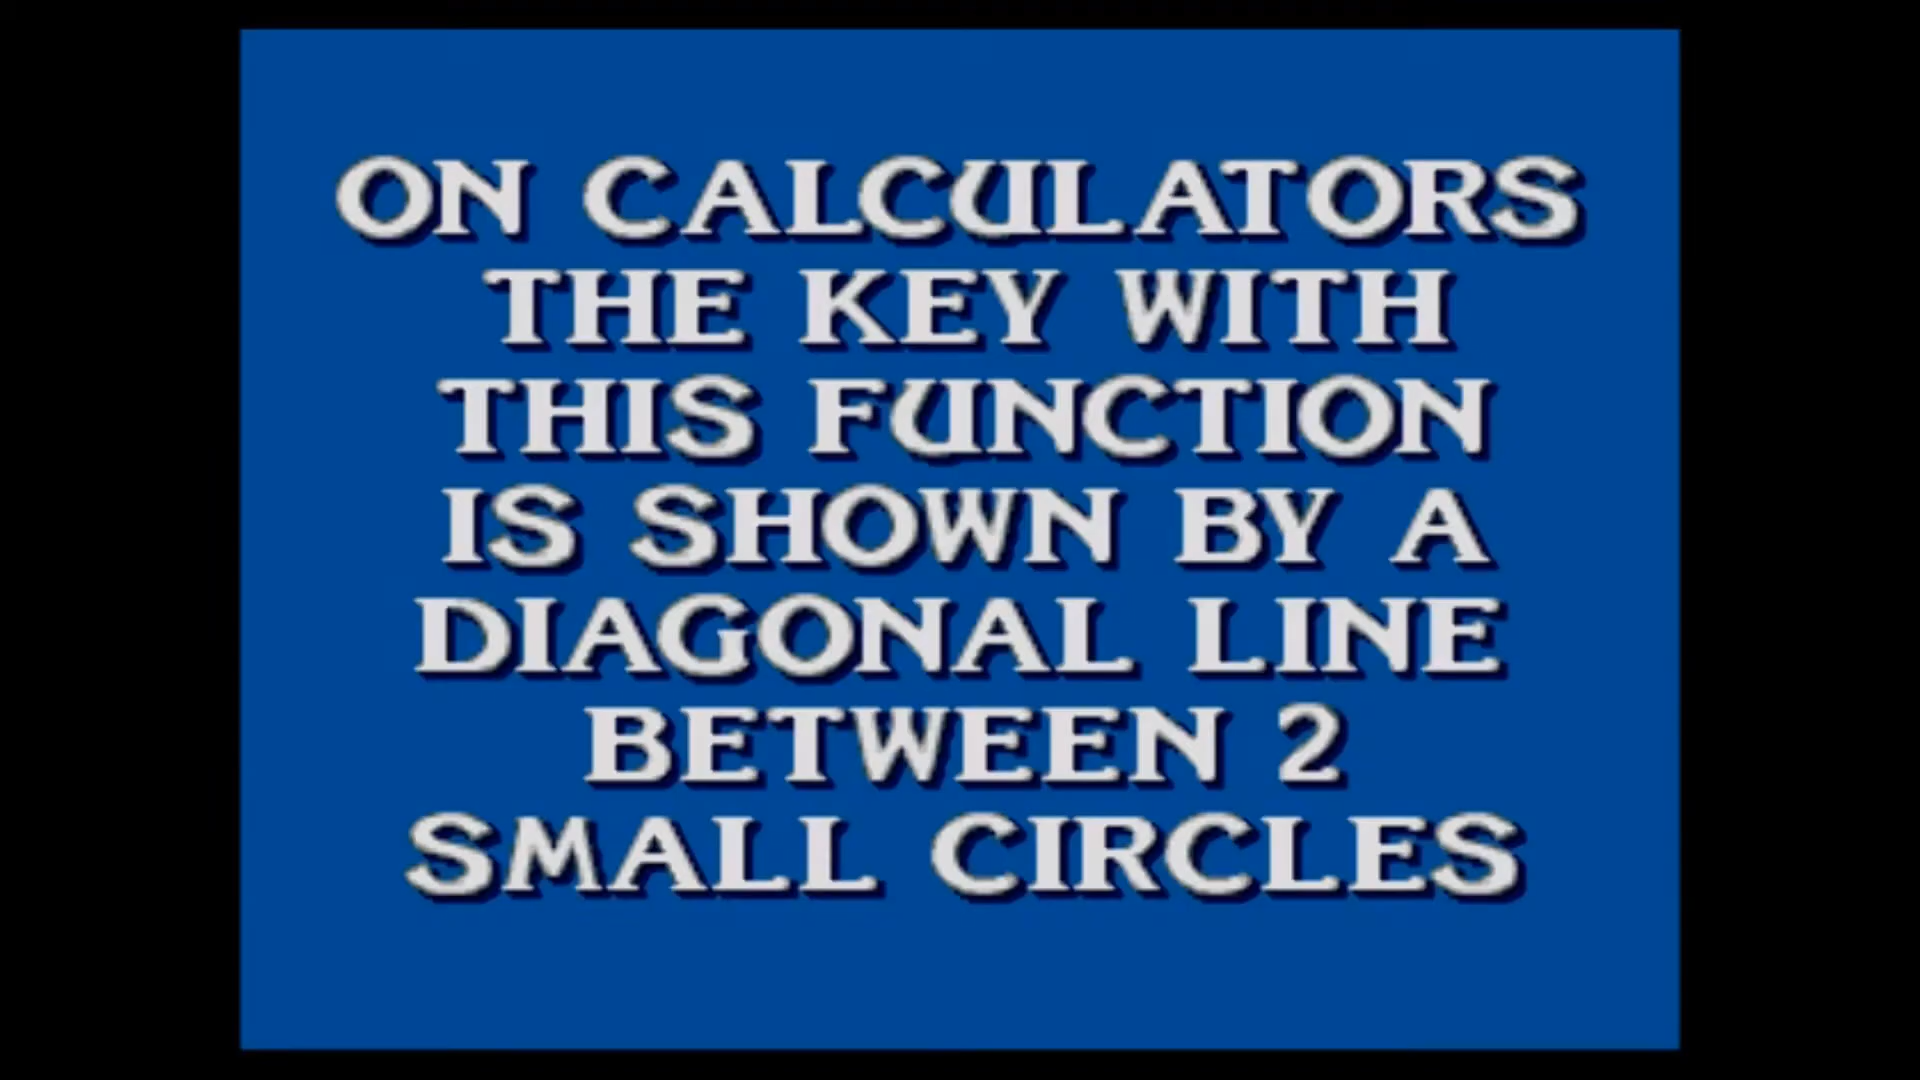 ON CALCULATORS
THE KEY WITH
THIS FUNCTION
IS SHOWN BY A
DIAGONAL LINE
BETWEEN 2
SMALL CIRCLES